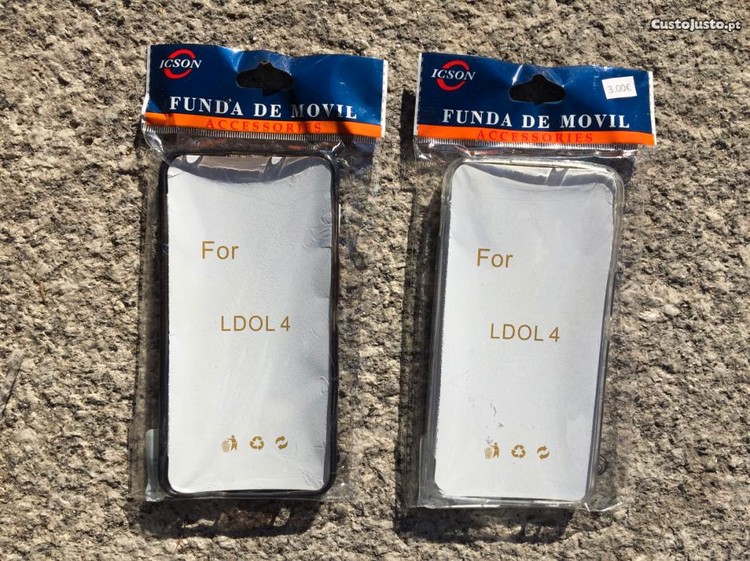 CustoJusto.pt
ICSON
FUNDA DE MOVIL
ACCESSORIES
For
LDOL 4
ICSON
3.00€
FUNDA DE MOVIL
ACCESSORIES
For
LDOL 4